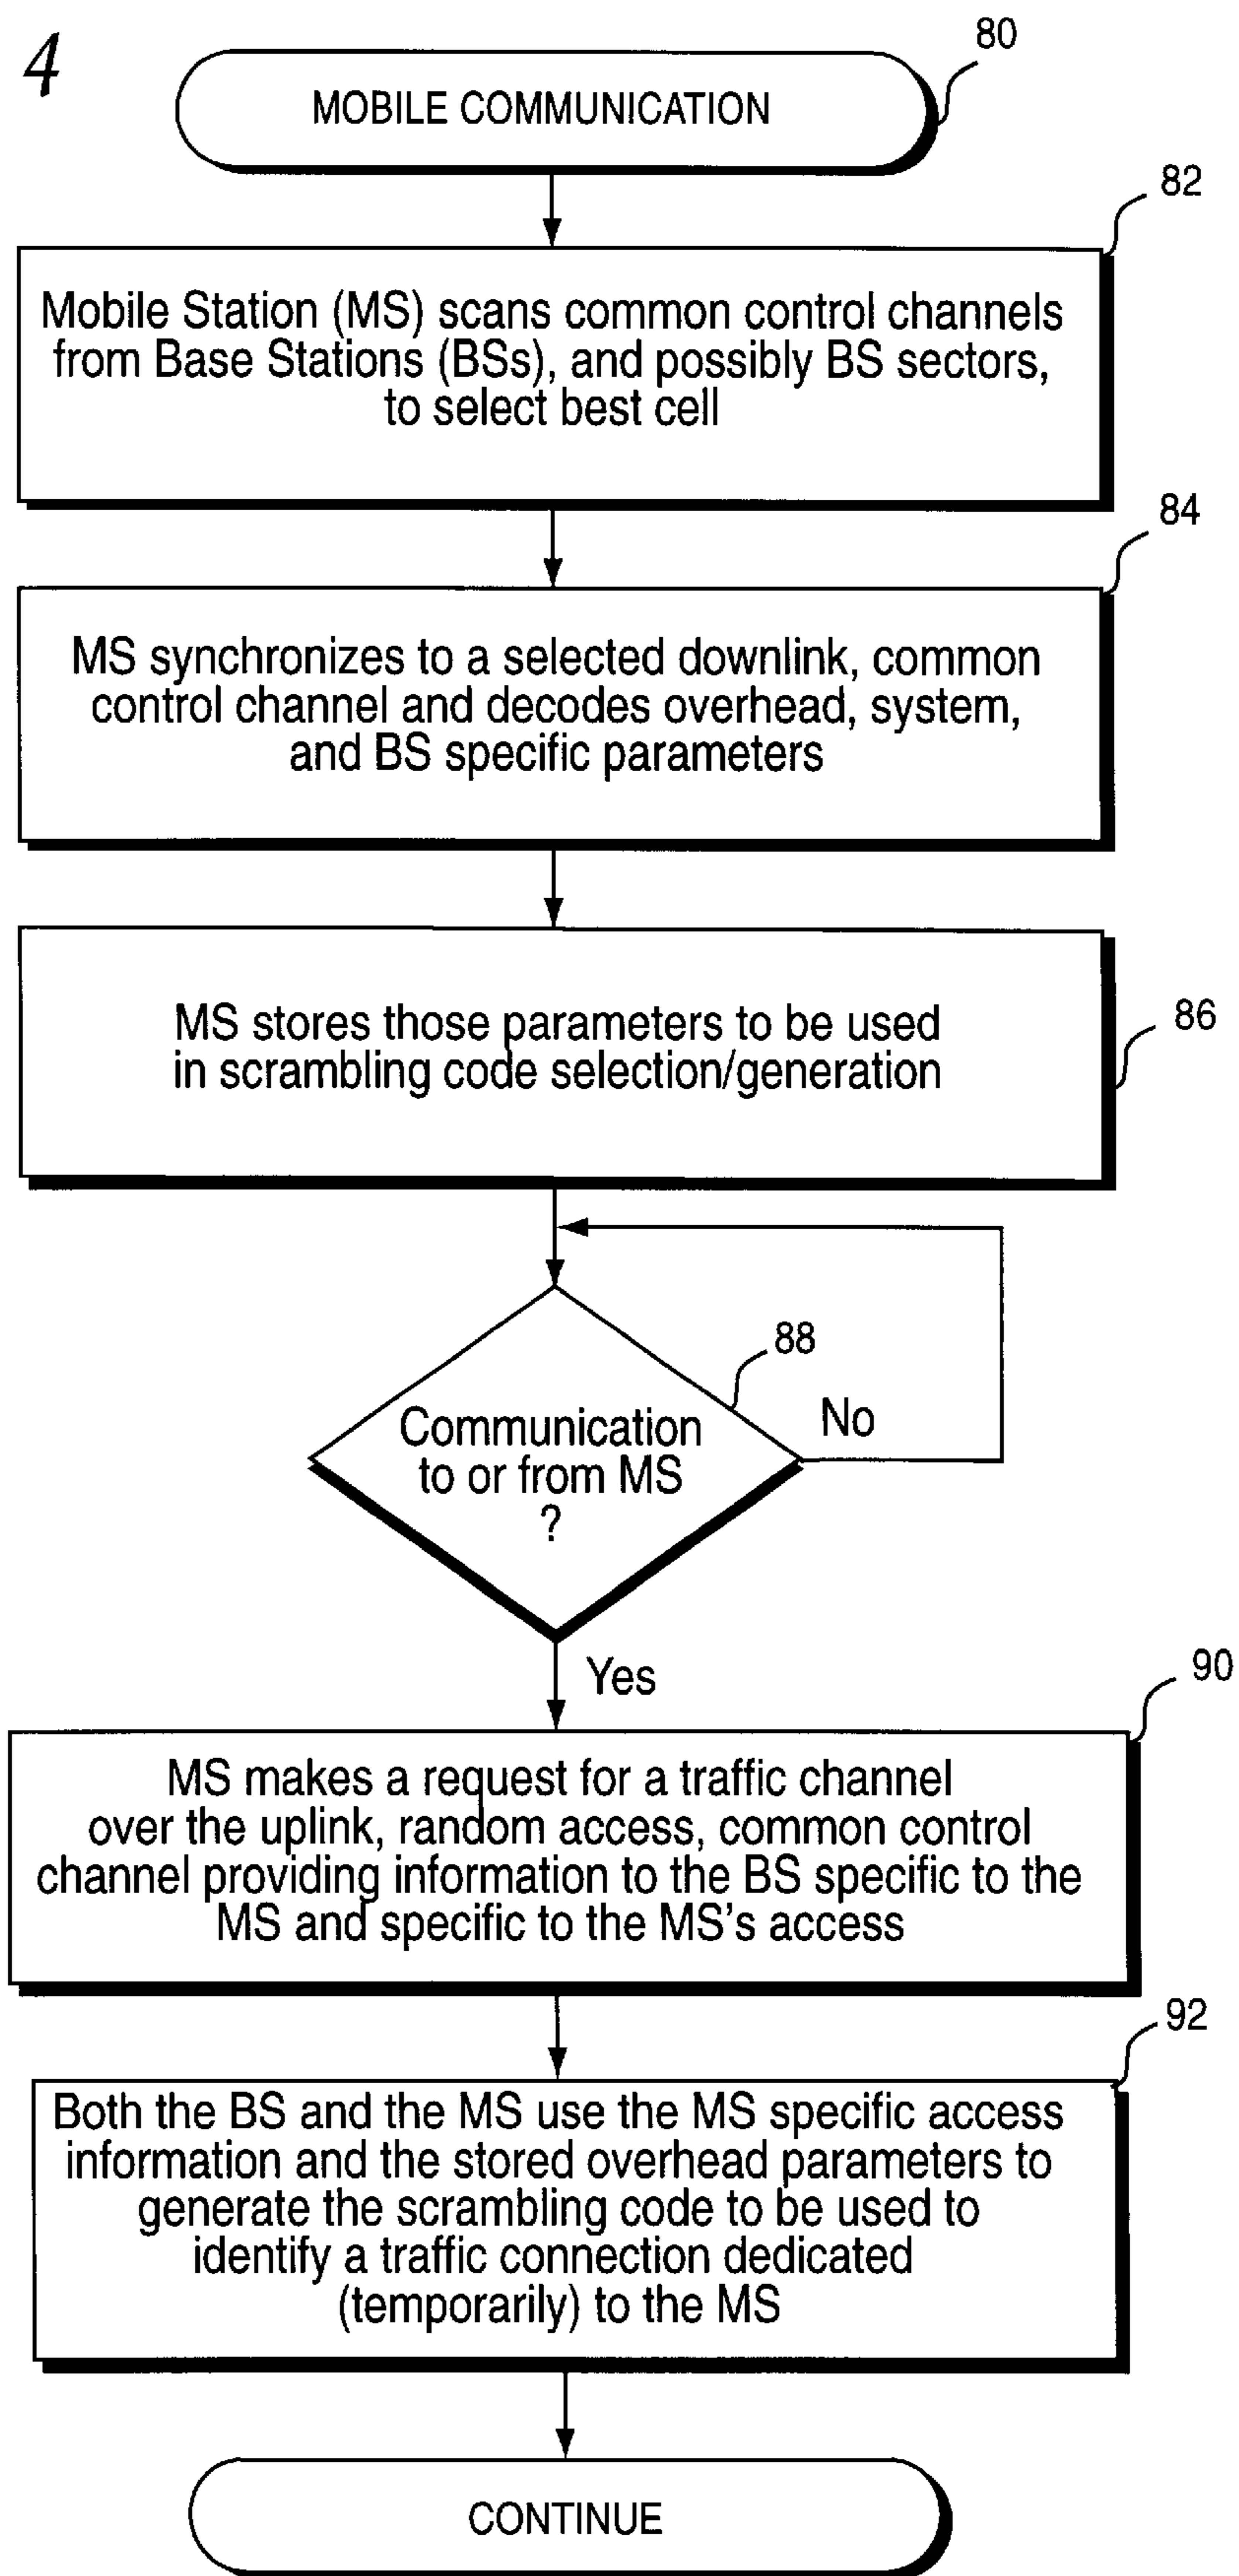 4
80
MOBILE COMMUNICATION
82
Mobile Station (MS) scans common control channels
from Base Stations (BSs), and possibly BS sectors,
to select best cell
84
MS synchronizes to a selected downlink, common
control channel and decodes overhead, system,
and BS specific parameters
86
MS stores those parameters to be used
in scrambling code selection/generation
88
Communication
to or from MS
?
No
Yes
90
MS makes a request for a traffic channel
over the uplink, random access, common control
channel providing information to the BS specific to the
MS and specific to the MS's access
92
Both the BS and the MS use the MS specific access
information and the stored overhead parameters to
generate the scrambling code to be used to
identify a traffic connection dedicated
(temporarily) to the MS
CONTINUE